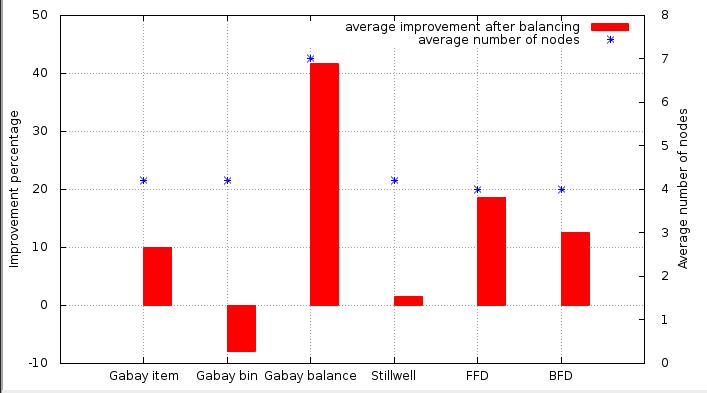 50
40
30
20
10
0
-10
8
7
6
5
4
3
2
1
0
average improvement after balancing
average number of nodes
Improvement percentage
Average number of nodes
Gabay item
Gabay bin
Gabay balance
Stillwell
FFD
BFD